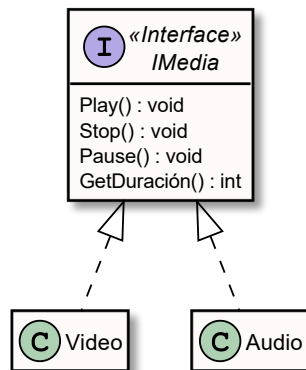 I
«Interface»
IMedia
Play() : void
Stop() : void
Pause() : void
GetDuración() : int
C Video
C Audio